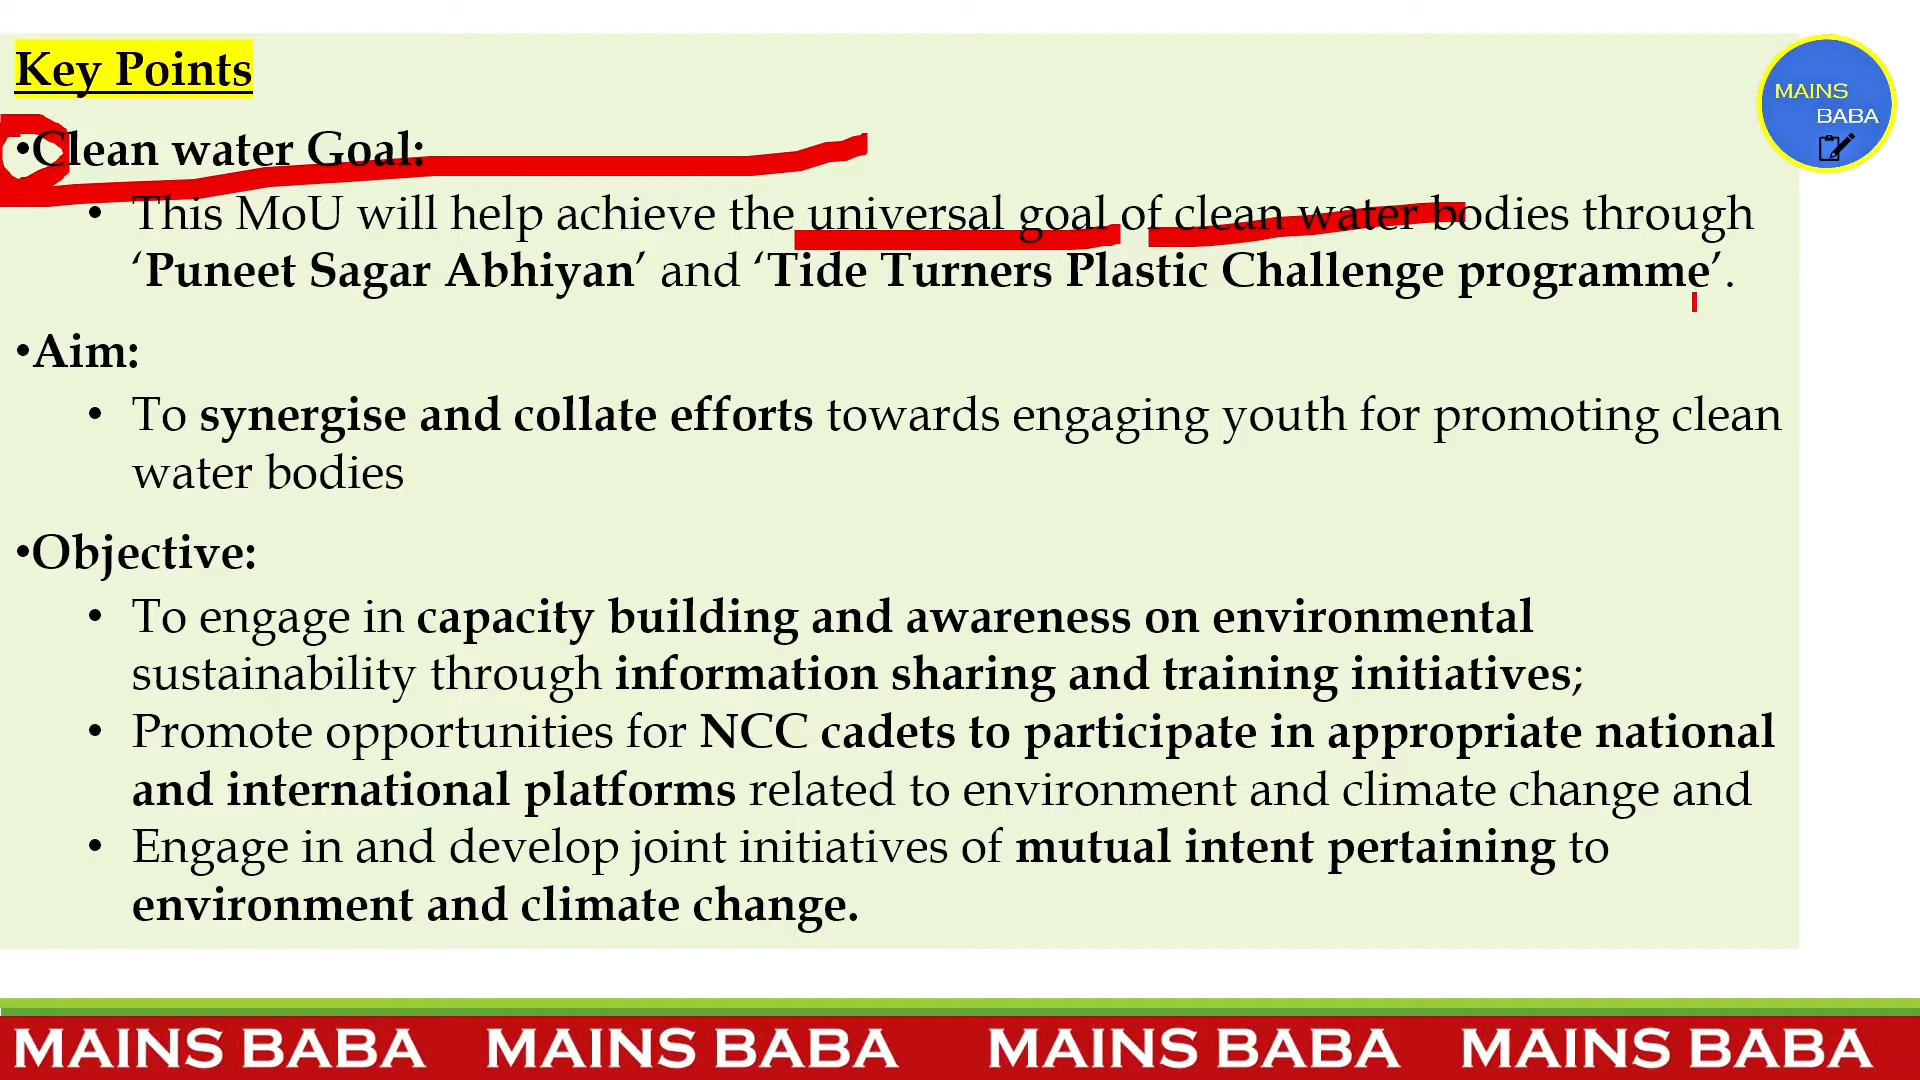 Key Points
MAINS
BABA
•Clean water Goal:
• This MoU will help achieve the universal goal of clean water bodies through
‘Puneet Sagar Abhiyan’ and ‘Tide Turners Plastic Challenge programme’.
•Aim:
• To synergise and collate efforts towards engaging youth for promoting clean
water bodies
•Objective:
• To engage in capacity building and awareness on environmental
sustainability through information sharing and training initiatives;
• Promote opportunities for NCC cadets to participate in appropriate national
and international platforms related to environment and climate change and
• Engage in and develop joint initiatives of mutual intent pertaining to
environment and climate change.
MAINS BABA MAINS BABA MAINS BABA MAINS BABA